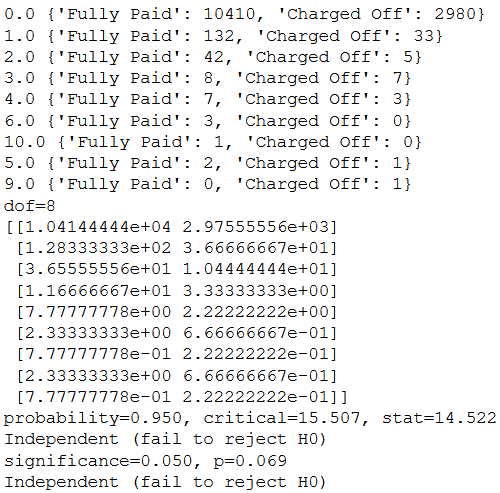 0.0 {'Fully Paid': 10410, 'Charged Off': 2980}
1.0 {'Fully Paid': 132, 'Charged Off': 33}
2.0 {'Fully Paid': 42, 'Charged Off': 5}
3.0 {'Fully Paid': 8, 'Charged Off': 7}
4.0 {'Fully Paid': 7, 'Charged Off': 3}
6.0 {'Fully Paid': 3, 'Charged Off': 0}
10.0 {'Fully Paid': 1, 'Charged Off': 0}
5.0 {'Fully Paid': 2, 'Charged Off': 1}
9.0 {'Fully Paid': 0, 'Charged Off': 1}
dof=8
[[1.04144444e+04 2.97555556e+03]
 [1.28333333e+02 3.66666667e+01]
 [3.65555556e+01 1.04444444e+01]
 [1.16666667e+01 3.33333333e+00]
 [7.77777778e+00 2.22222222e+00]
 [2.33333333e+00 6.66666667e-01]
 [7.77777778e-01 2.22222222e-01]
 [2.33333333e+00 6.66666667e-01]
 [7.77777778e-01 2.22222222e-01]]
probability=0.950, critical=15.507, stat=14.522
Independent (fail to reject H0)
significance=0.050, p=0.069
Independent (fail to reject H0)